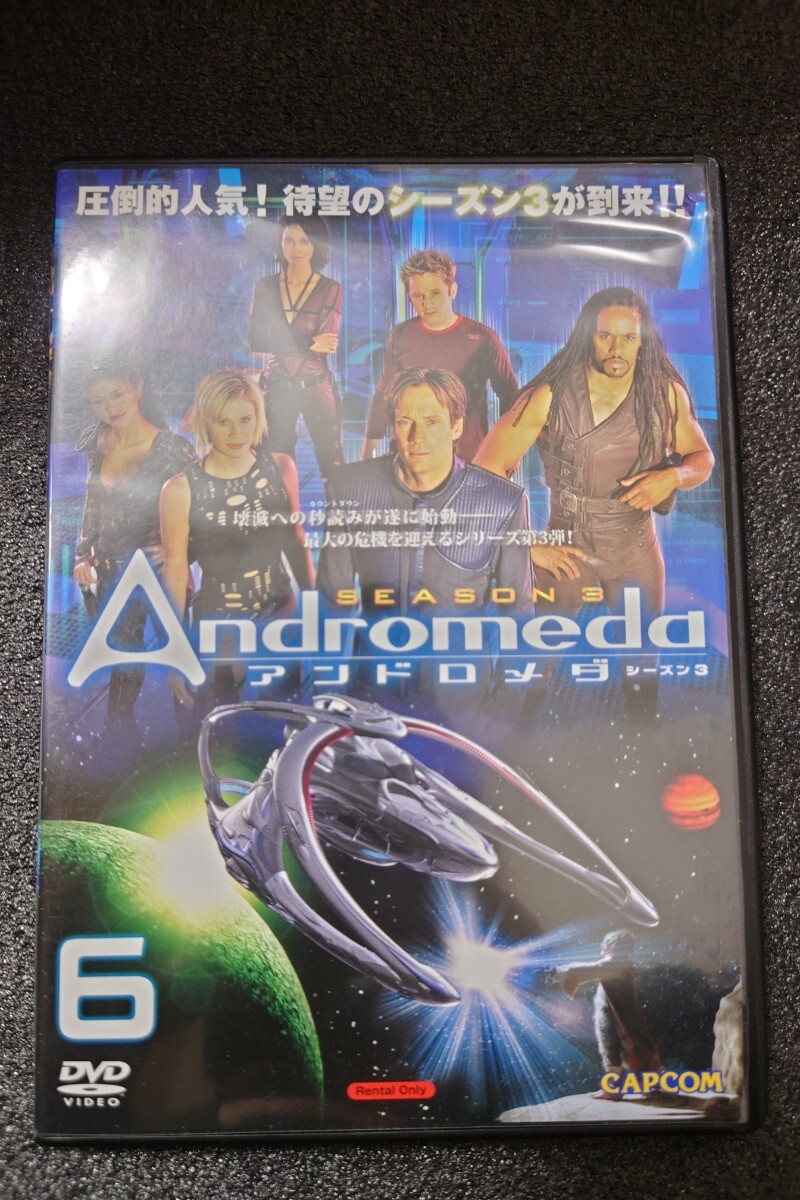 圧倒的人気！待望のシーズン3が到来!!
カウントダウン
壊滅への秒読みが遂に始動──
最大の危機を迎えるシリーズ第3弾！
SEASON 3
Andromeda
アンドロメダ シーズン3
6
DVD
VIDEO
Rental Only
CAPCOM